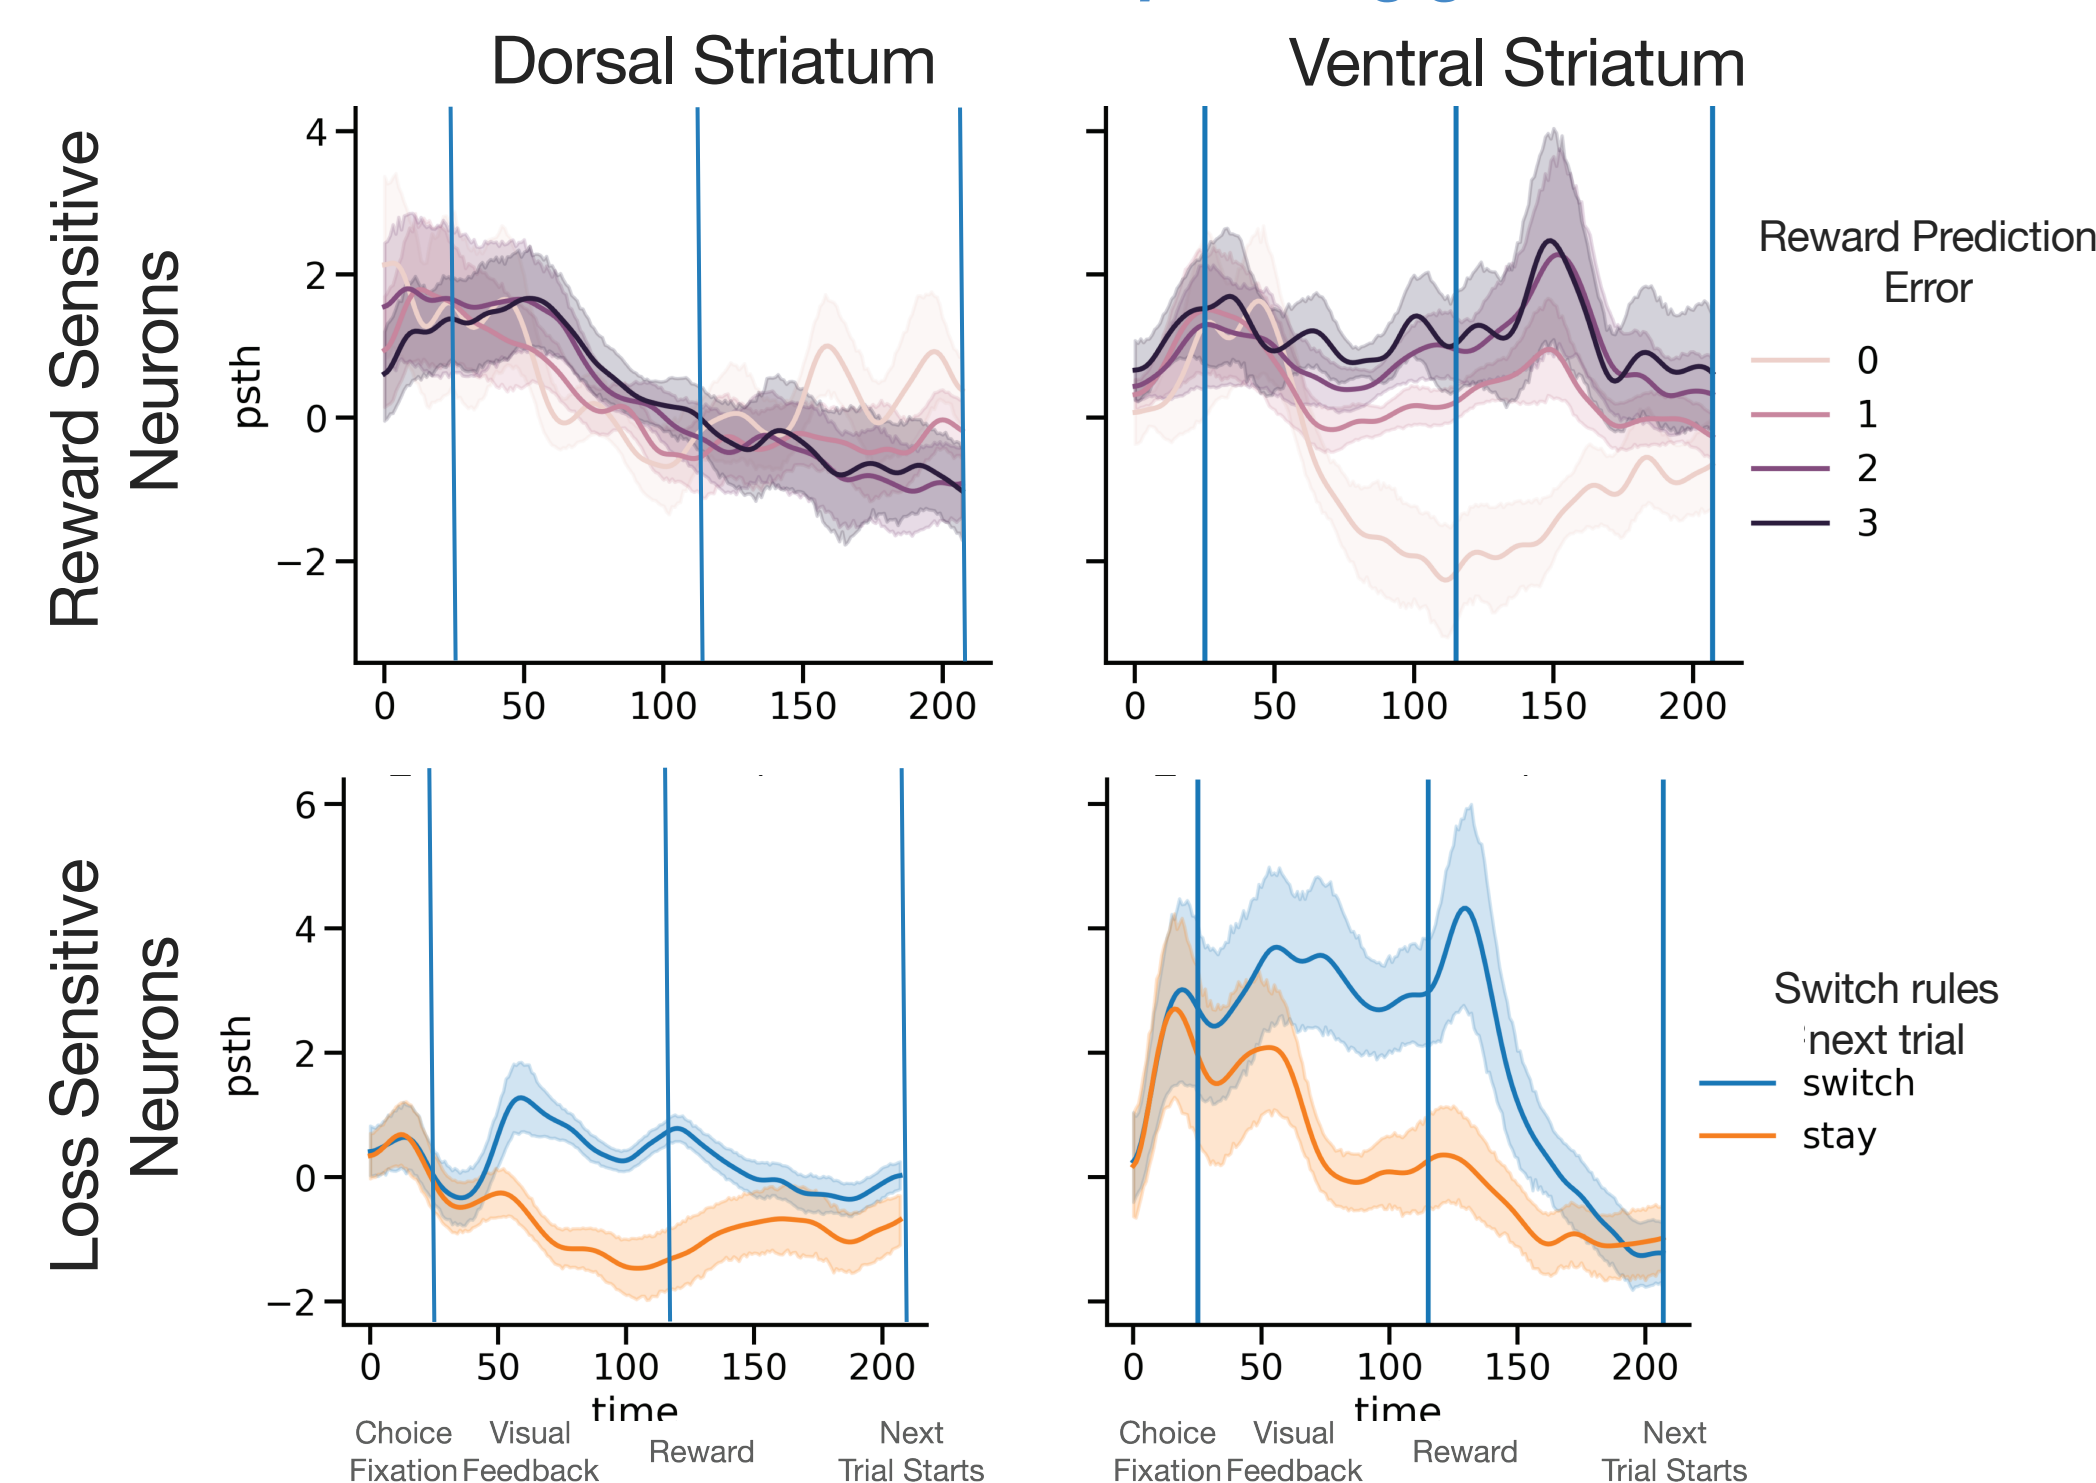 Dorsal Striatum
Ventral Striatum
Reward Sensitive
Neurons
psth
4
2
0
−2
0 50 100 150 200
0 50 100 150 200
Reward Prediction
Error
0
1
2
3
Loss Sensitive
Neurons
psth
6
4
2
0
−2
0 50 100 150 200
time
Choice
Fixation
Visual
Feedback
Reward
Next
Trial Starts
0 50 100 150 200
time
Choice
Fixation
Visual
Feedback
Reward
Next
Trial Starts
Switch rules
next trial
switch
stay